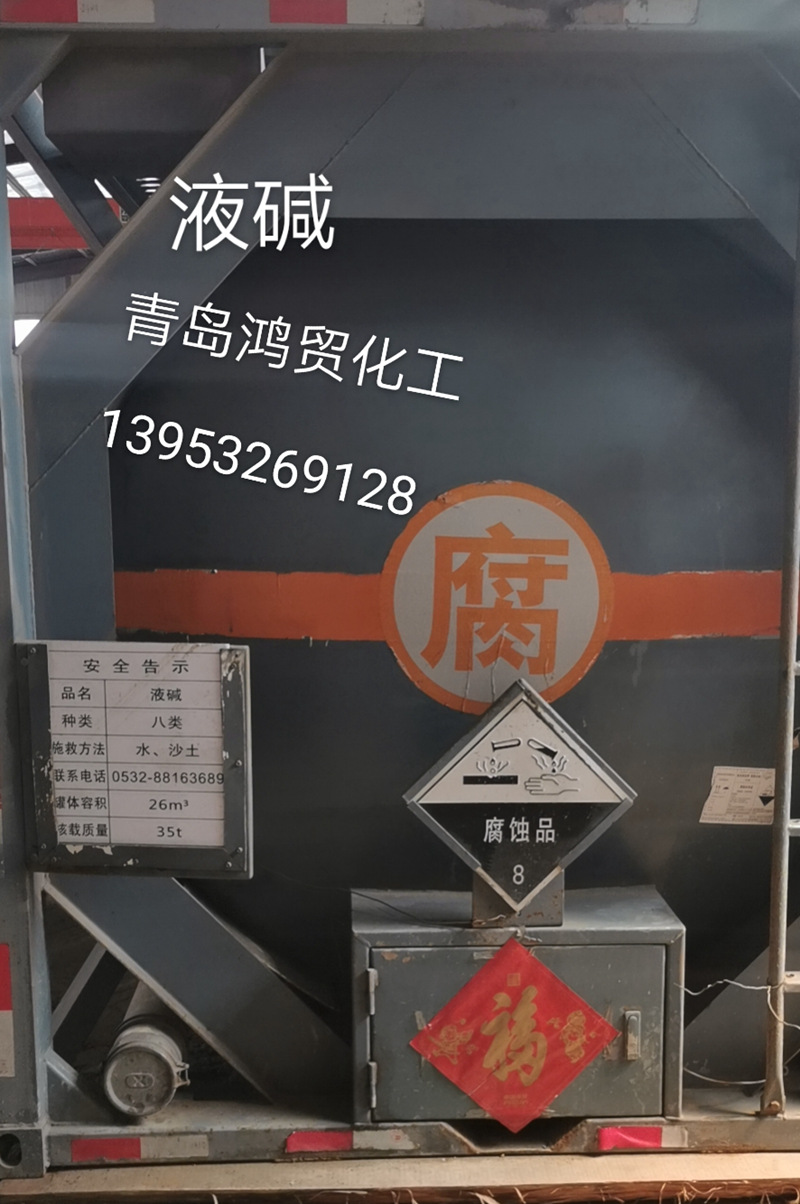 液碱
青岛鸿贸化工
13953269128
腐
安全告示
品名 液碱
种类 八类
施救方法 水、沙土
联系电话 0532-88163689
罐体容积 26m³
核载质量 35t
腐蚀品
8
福